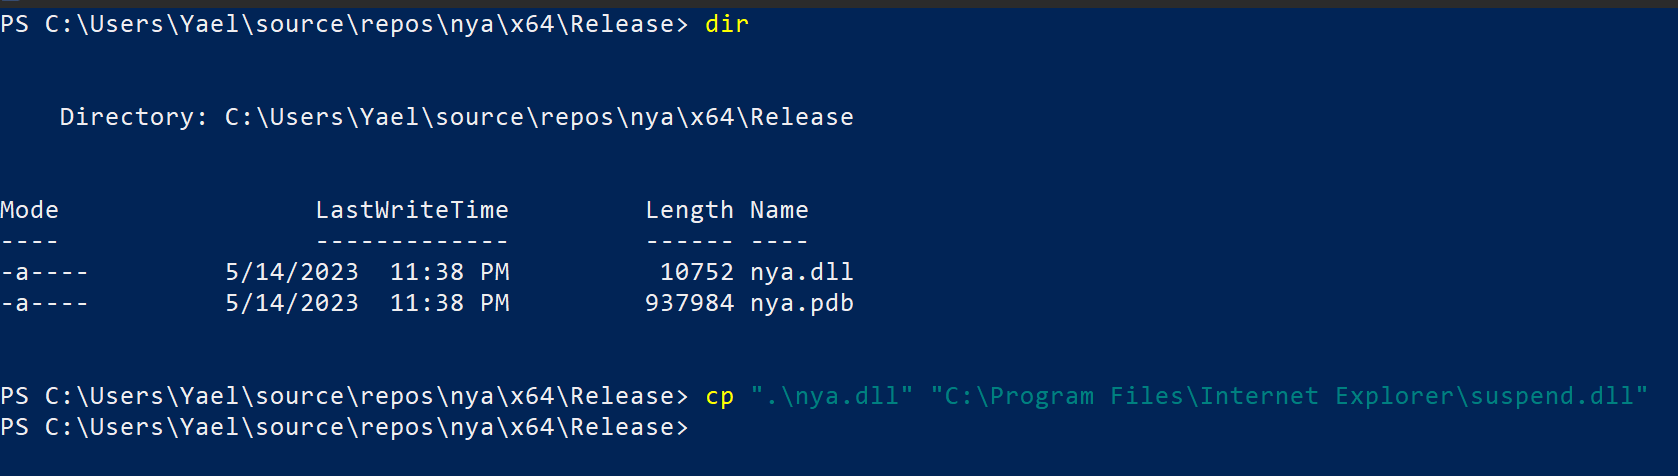 PS C:\Users\Yael\source\repos\nya\x64\Release> dir
Directory: C:\Users\Yael\source\repos\nya\x64\Release
Mode                 LastWriteTime         Length Name
----                 -------------         ------ ----
-a----         5/14/2023  11:38 PM          10752 nya.dll
-a----         5/14/2023  11:38 PM         937984 nya.pdb
PS C:\Users\Yael\source\repos\nya\x64\Release> cp ".\nya.dll" "C:\Program Files\Internet Explorer\suspend.dll"
PS C:\Users\Yael\source\repos\nya\x64\Release>